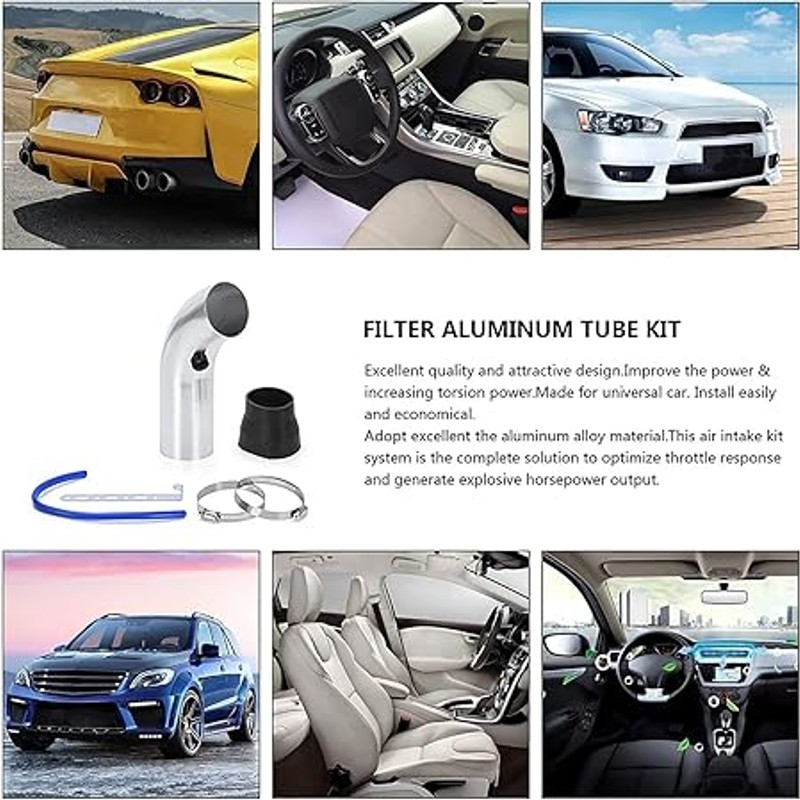 FILTER ALUMINUM TUBE KIT
Excellent quality and attractive design.Improve the power &
increasing torsion power.Made for universal car. Install easily
and economical.
Adopt excellent the aluminum alloy material.This air intake kit
system is the complete solution to optimize throttle response
and generate explosive horsepower output.